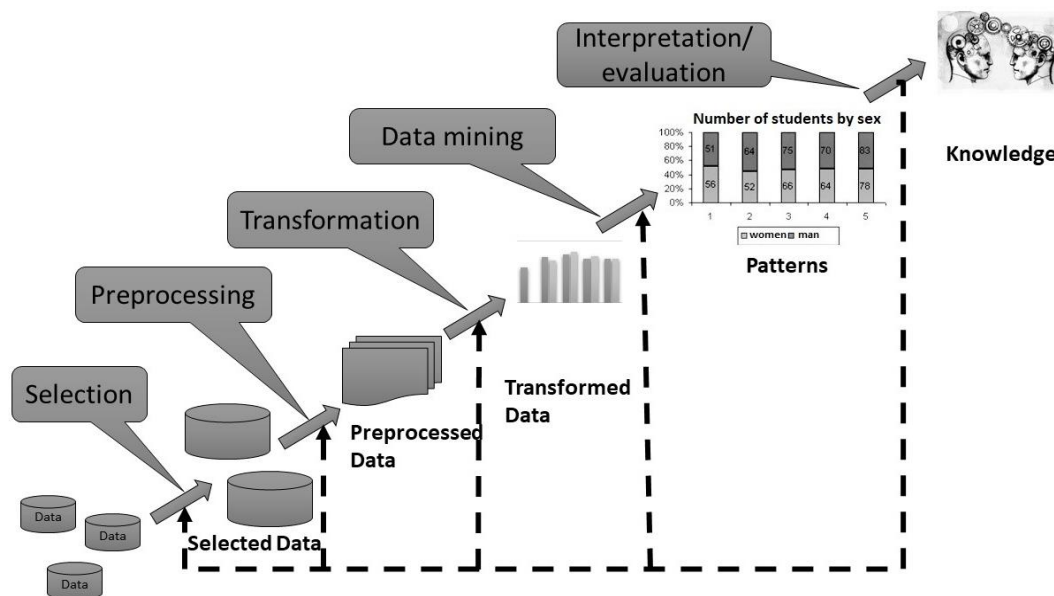 Interpretation/
evaluation
Number of students by sex
100%
80%
60%
40%
20%
0%
51 64 75 70 83
56 52 66 64 78
1 2 3 4 5
women man
Knowledge
Data mining
Patterns
Transformation
Transformed
Data
Preprocessing
Preprocessed
Data
Selection
Selected Data
Data
Data
Data